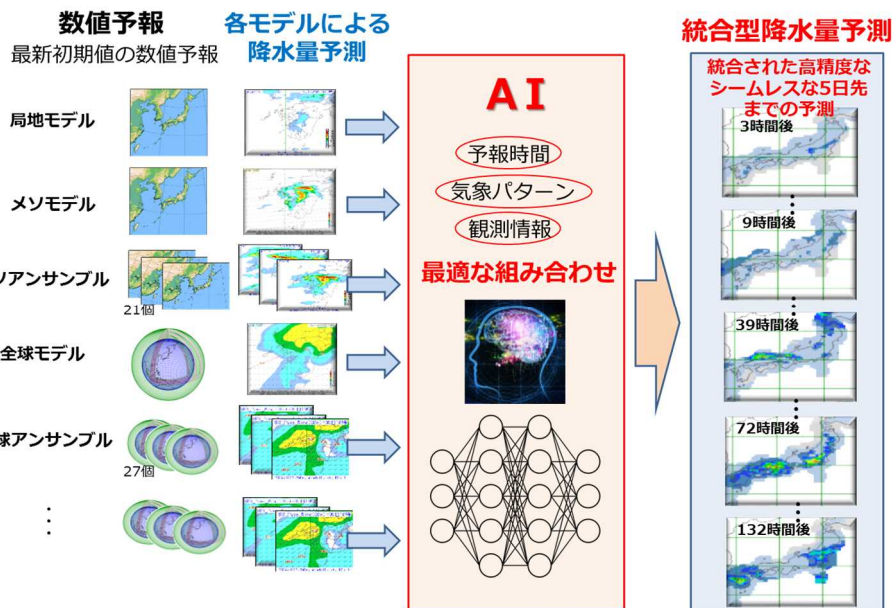 数値予報
最新初期値の数値予報
各モデルによる
降水量予測
統合型降水量予測
局地モデル
メソモデル
ソアンサンブル
21個
全球モデル
球アンサンブル
27個
AI
予報時間
気象パターン
観測情報
最適な組み合わせ
統合された高精度な
シームレスな5日先
までの予測
3時間後
9時間後
39時間後
72時間後
132時間後